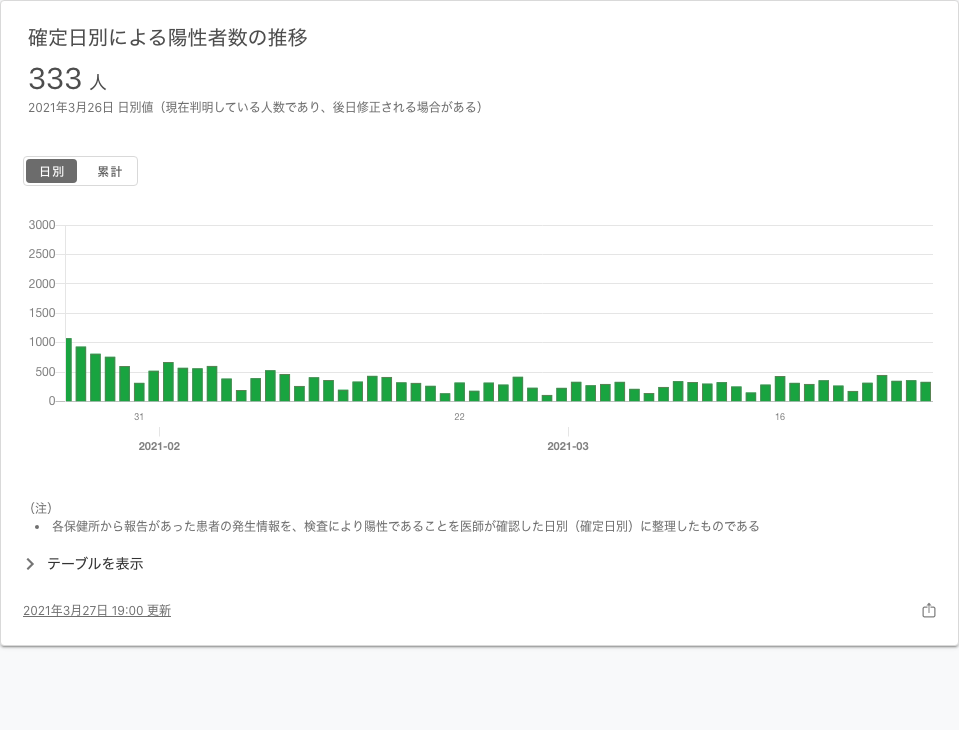 確定日別による陽性者数の推移
333 人
2021年3月26日 日別値（現在判明している人数であり、後日修正される場合がある）
日別 累計
3000
2500
2000
1500
1000
500
0
31 22 16
2021-02 2021-03
（注）
• 各保健所から報告があった患者の発生情報を、検査により陽性であることを医師が確認した日別（確定日別）に整理したものである
テーブルを表示
2021年3月27日 19:00 更新